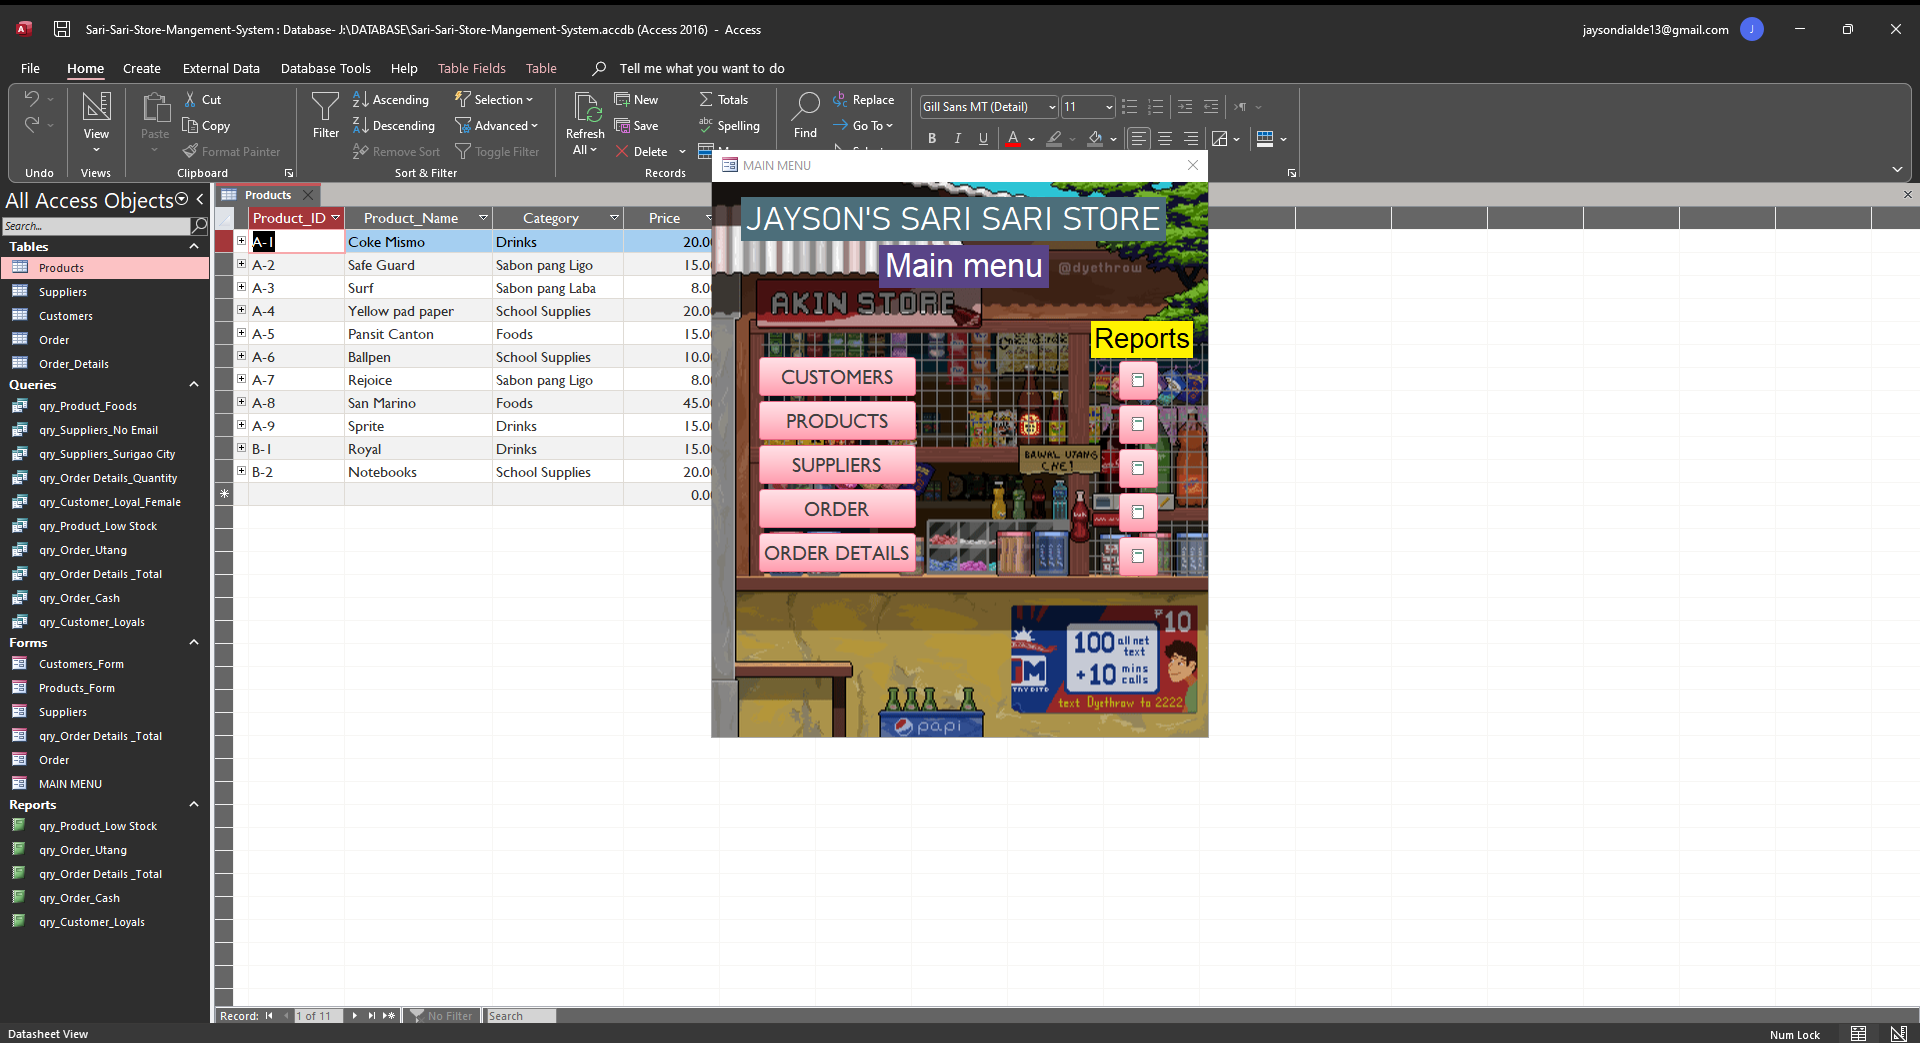 Sari-Sari-Store-Mangement-System : Database- J:\DATABASE\Sari-Sari-Store-Mangement-System.accdb (Access 2016) - Access
jaysondialde13@gmail.com
J
File Home Create External Data Database Tools Help Table Fields Table Tell me what you want to do
Cut
Copy
Format Painter
Paste
View
Filter
Ascending
Descending
Remove Sort
Selection
Advanced
Toggle Filter
Refresh
All
New
Save
Delete
Totals
Spelling
Find
Replace
Go To
Gill Sans MT (Detail) 11
B I U A
Undo Views Clipboard Sort & Filter Records
All Access Objects
Search...
Tables
Products
Suppliers
Customers
Order
Order_Details
Queries
qry_Product_Foods
qry_Suppliers_No Email
qry_Suppliers_Surigao City
qry_Order Details_Quantity
qry_Customer_Loyal_Female
qry_Product_Low Stock
qry_Order_Utang
qry_Order Details _Total
qry_Order_Cash
qry_Customer_Loyals
Forms
Customers_Form
Products_Form
Suppliers
qry_Order Details _Total
Order
MAIN MENU
Reports
qry_Product_Low Stock
qry_Order_Utang
qry_Order Details _Total
qry_Order_Cash
qry_Customer_Loyals
Products
Product_ID Product_Name Category Price
A-1 Coke Mismo Drinks 20.0
A-2 Safe Guard Sabon pang Ligo 15.0
A-3 Surf Sabon pang Laba 8.0
A-4 Yellow pad paper School Supplies 20.0
A-5 Pansit Canton Foods 15.0
A-6 Ballpen School Supplies 10.0
A-7 Rejoice Sabon pang Ligo 8.0
A-8 San Marino Foods 45.0
A-9 Sprite Drinks 15.0
B-1 Royal Drinks 15.0
B-2 Notebooks School Supplies 20.0
0.0
MAIN MENU
JAYSON'S SARI SARI STORE
Main menu
@dyethrow
AKIN STORE
Reports
CUSTOMERS
PRODUCTS
SUPPLIERS
ORDER
ORDER DETAILS
BAWAL UTANG
₱10
100 all net
text
+10 mins
calls
TM
text Dyethrow to 2222
papi
Record: 1 of 11 No Filter Search
Datasheet View
Num Lock